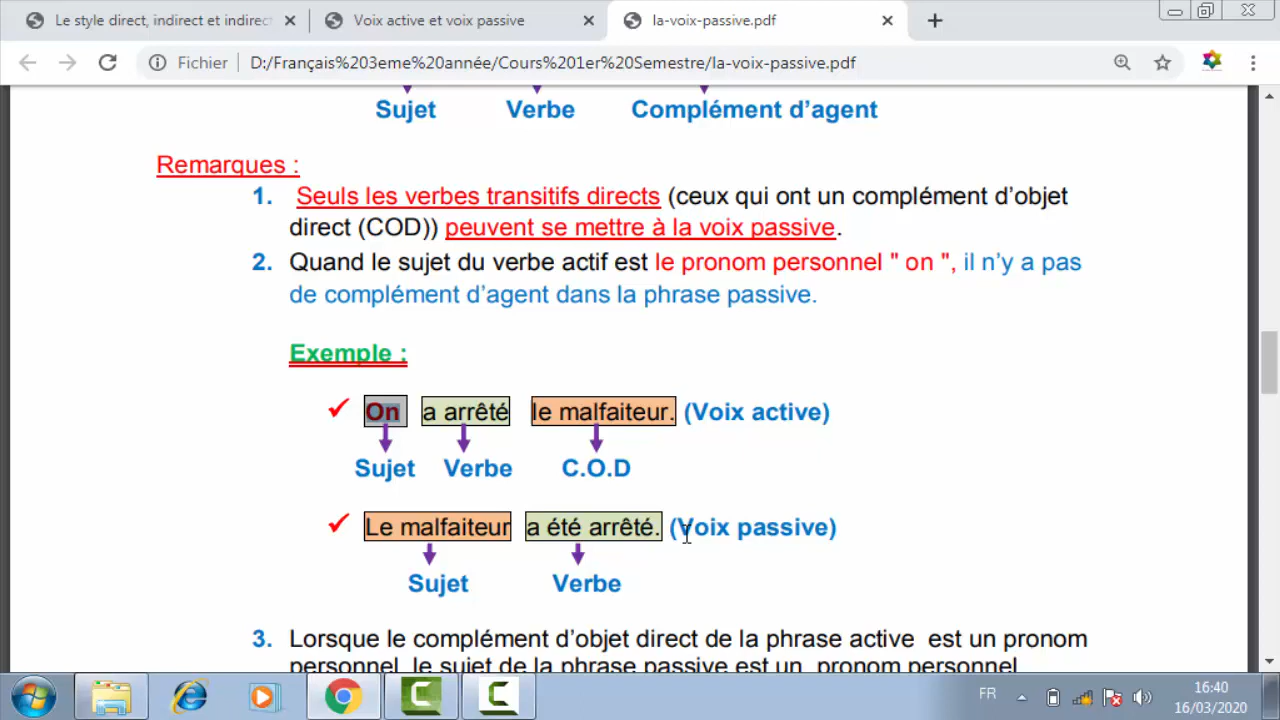 Le style direct, indirect et indirec
Voix active et voix passive
la-voix-passive.pdf
Fichier
D:/Français%203eme%20année/Cours%201er%20Semestre/la-voix-passive.pdf
Sujet Verbe Complément d'agent
Remarques :
1. Seuls les verbes transitifs directs (ceux qui ont un complément d'objet
direct (COD)) peuvent se mettre à la voix passive.
2. Quand le sujet du verbe actif est le pronom personnel " on ", il n'y a pas
de complément d'agent dans la phrase passive.
Exemple :
✓ On a arrêté le malfaiteur. (Voix active)
Sujet Verbe C.O.D
✓ Le malfaiteur a été arrêté. (Voix passive)
Sujet Verbe
3. Lorsque le complément d'objet direct de la phrase active est un pronom
personnel, le sujet de la phrase passive est un pronom personnel
FR
16:40
16/03/2020